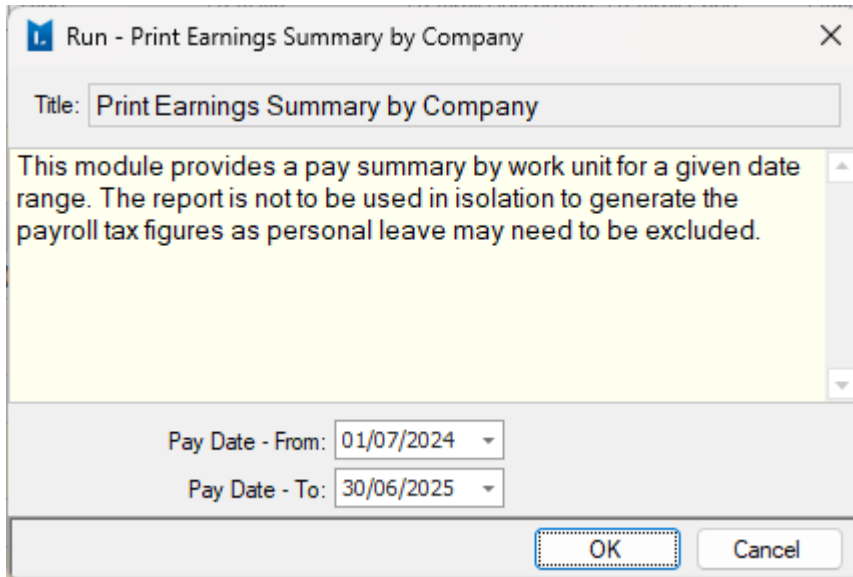 Run - Print Earnings Summary by Company
Title: Print Earnings Summary by Company
This module provides a pay summary by work unit for a given date
range. The report is not to be used in isolation to generate the
payroll tax figures as personal leave may need to be excluded.
Pay Date - From: 01/07/2024
Pay Date - To: 30/06/2025
OK Cancel